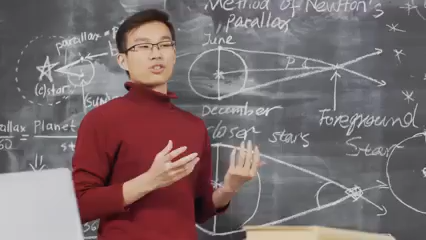 Method of Newton's
Parallax
parallax
June
(c)star
Sun
P
December
Foreground
Star
closer stars
Parallax = Planet